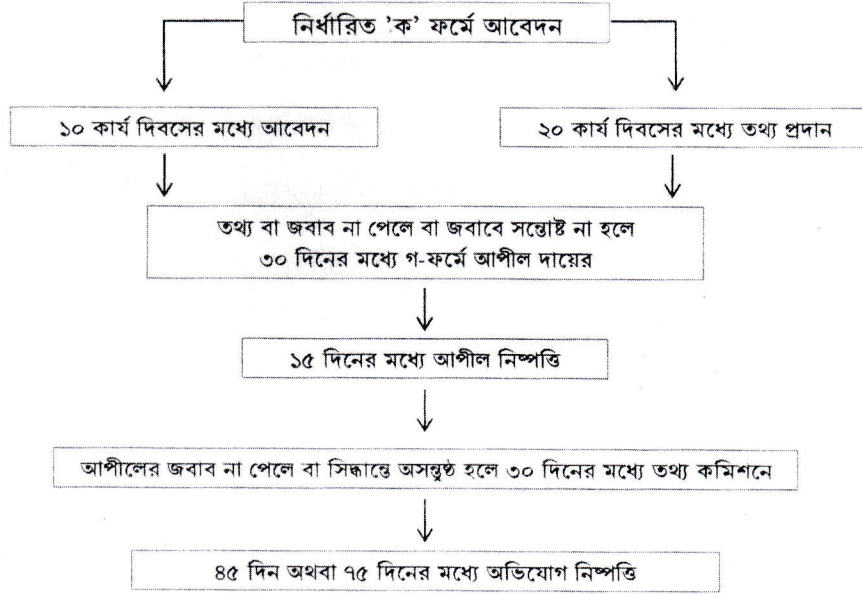 নির্ধারিত 'ক' ফর্মে আবেদন
১০ কার্য দিবসের মধ্যে আবেদন
২০ কার্য দিবসের মধ্যে তথ্য প্রদান
তথ্য বা জবাব না পেলে বা জবাবে সন্তোষ্ট না হলে
৩০ দিনের মধ্যে গ-ফর্মে আপীল দায়ের
১৫ দিনের মধ্যে আপীল নিষ্পত্তি
আপীলের জবাব না পেলে বা সিদ্ধান্তে অসন্তুষ্ঠ হলে ৩০ দিনের মধ্যে তথ্য কমিশনে
৪৫ দিন অথবা ৭৫ দিনের মধ্যে অভিযোগ নিষ্পত্তি